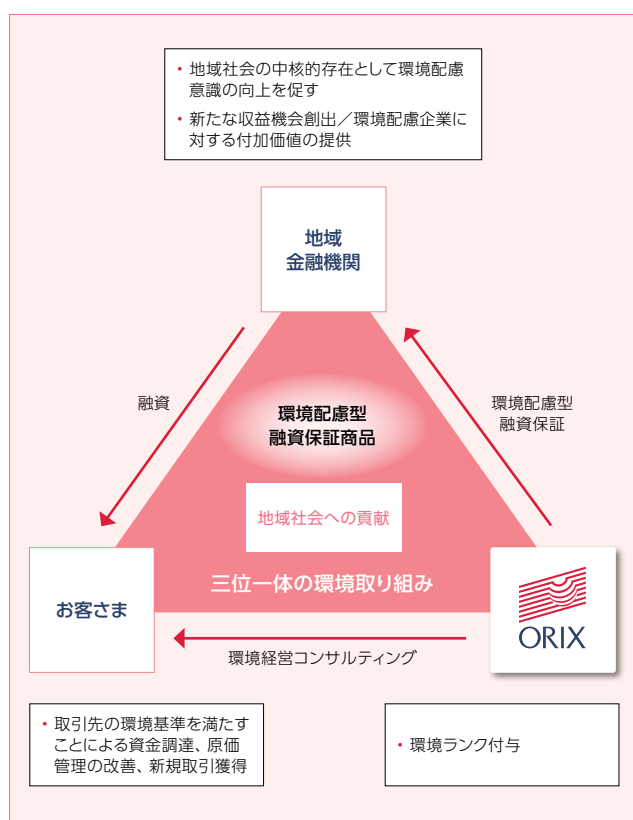 ・地域社会の中核的存在として環境配慮
意識の向上を促す
・新たな収益機会創出／環境配慮企業に
対する付加価値の提供
地域
金融機関
融資
環境配慮型
融資保証商品
環境配慮型
融資保証
地域社会への貢献
三位一体の環境取り組み
お客さま
ORIX
環境経営コンサルティング
・取引先の環境基準を満たす
ことによる資金調達、原価
管理の改善、新規取引獲得
・環境ランク付与